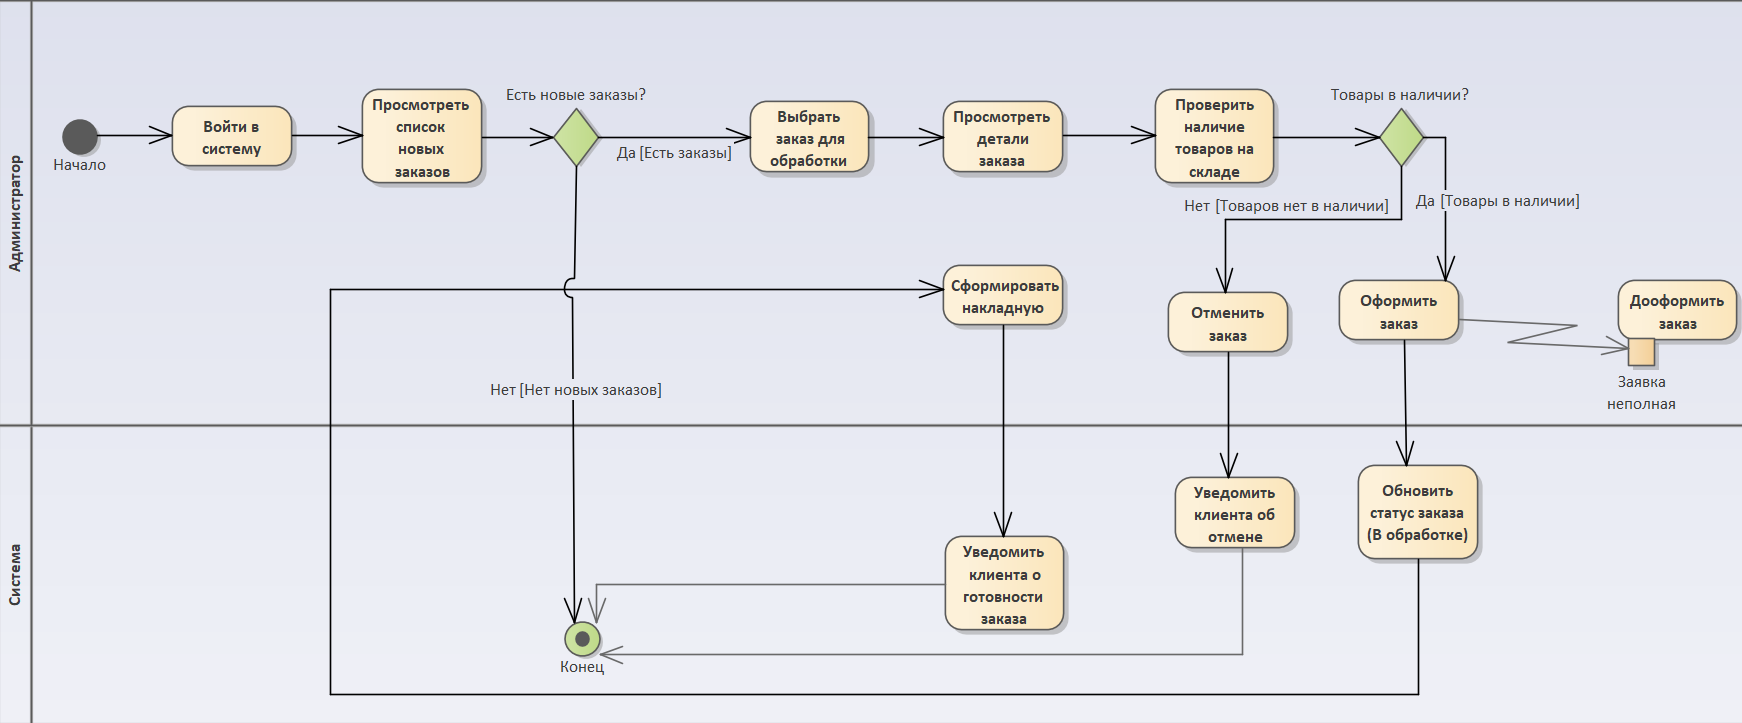 Администратор
Начало
Войти в
систему
Просмотреть
список
новых
заказов
Есть новые заказы?
Да [Есть заказы]
Выбрать
заказ для
обработки
Просмотреть
детали
заказа
Проверить
наличие
товаров на
складе
Товары в наличии?
Нет [Товаров нет в наличии]
Да [Товары в наличии]
Сформировать
накладную
Отменить
заказ
Оформить
заказ
Дооформить
заказ
Заявка
неполная
Нет [Нет новых заказов]
Система
Уведомить
клиента о
готовности
заказа
Уведомить
клиента об
отмене
Обновить
статус заказа
(В обработке)
Конец